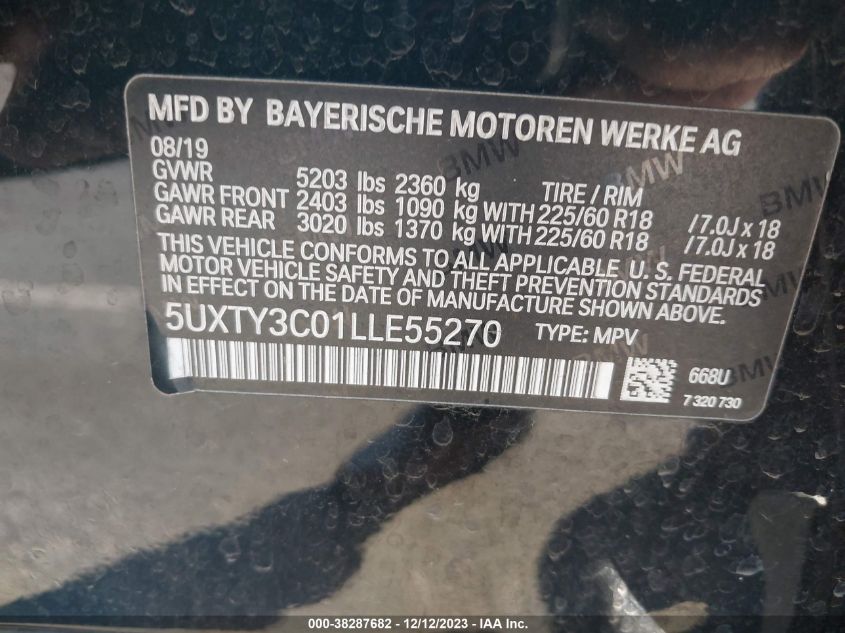 MFD BY BAYERISCHE MOTOREN WERKE AG
08/19
GVWR 5203 lbs 2360 kg TIRE / RIM
GAWR FRONT 2403 lbs 1090 kg WITH 225/60 R18 /7.0J x 18
GAWR REAR 3020 lbs 1370 kg WITH 225/60 R18 /7.0J x 18
THIS VEHICLE CONFORMS TO ALL APPLICABLE U. S. FEDERAL
MOTOR VEHICLE SAFETY AND THEFT PREVENTION STANDARDS
IN EFFECT ON THE DATE OF MANUFACTURE SHOWN ABOVE.
5UXTY3C01LLE55270 TYPE: MPV
668U
7 320 730
000-38287682 - 12/12/2023 - IAA Inc.